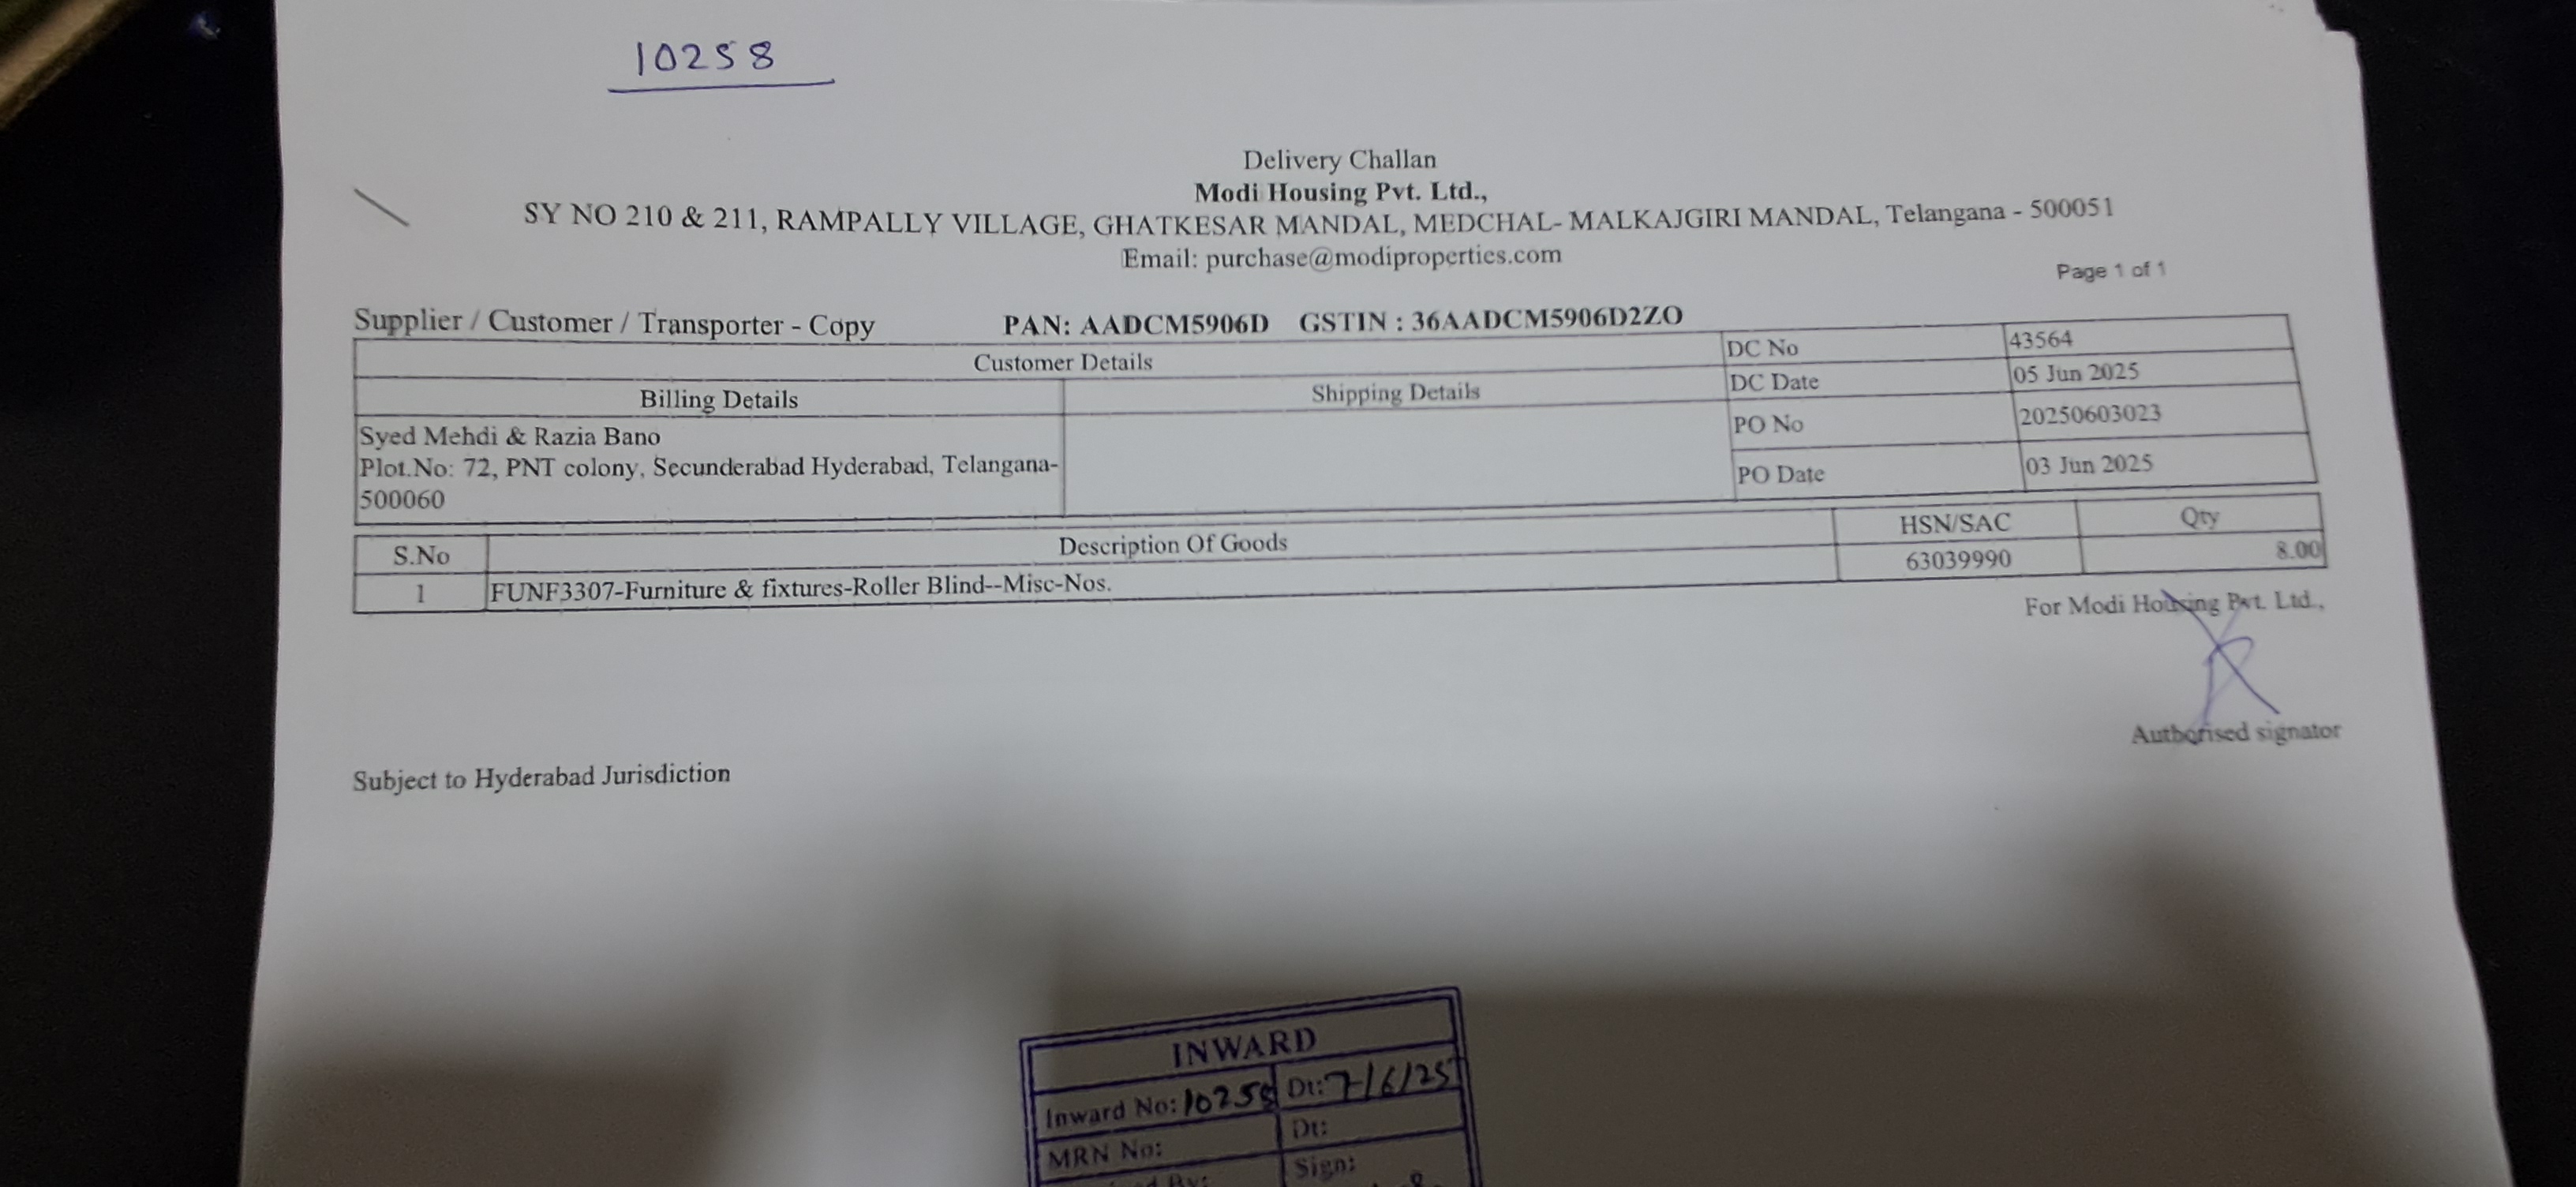 10258
Delivery Challan
Modi Housing Pvt. Ltd.,
SY NO 210 & 211, RAMPALLY VILLAGE, GHATKESAR MANDAL, MEDCHAL- MALKAJGIRI MANDAL, Telangana - 500051
Email: purchase@modiproperties.com
Page 1 of 1
Supplier / Customer / Transporter - Copy PAN: AADCM5906D GSTIN : 36AADCM5906D2ZO
Customer Details
DC No 43564
Billing Details Shipping Details
DC Date 05 Jun 2025
Syed Mehdi & Razia Bano
Plot.No: 72, PNT colony, Secunderabad Hyderabad, Telangana-
500060
PO No 20250603023
PO Date 03 Jun 2025
S.No Description Of Goods HSN/SAC Qty
1 FUNF3307-Furniture & fixtures-Roller Blind--Misc-Nos. 63039990 8.00
For Modi Housing Pvt. Ltd.,
Authorised signator
Subject to Hyderabad Jurisdiction
INWARD
Inward No: 10258 Dt: 7/6/25
MRN No: Dt:
By: Sign: